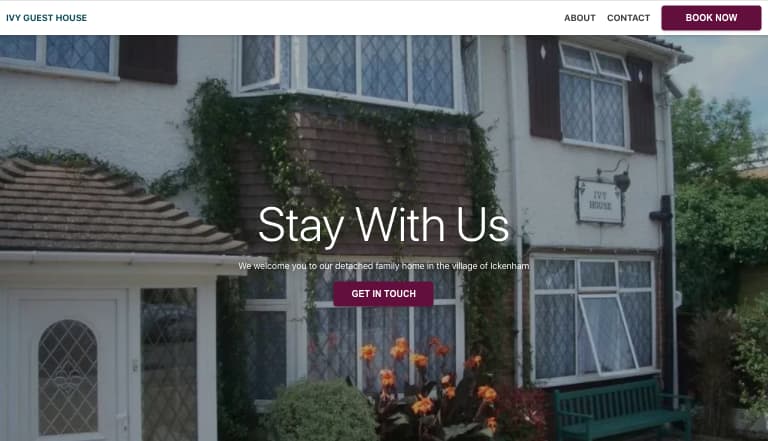 IVY GUEST HOUSE
ABOUT
CONTACT
BOOK NOW
IVY
HOUSE
Stay With Us
We welcome you to our detached family home in the village of Ickenham
GET IN TOUCH